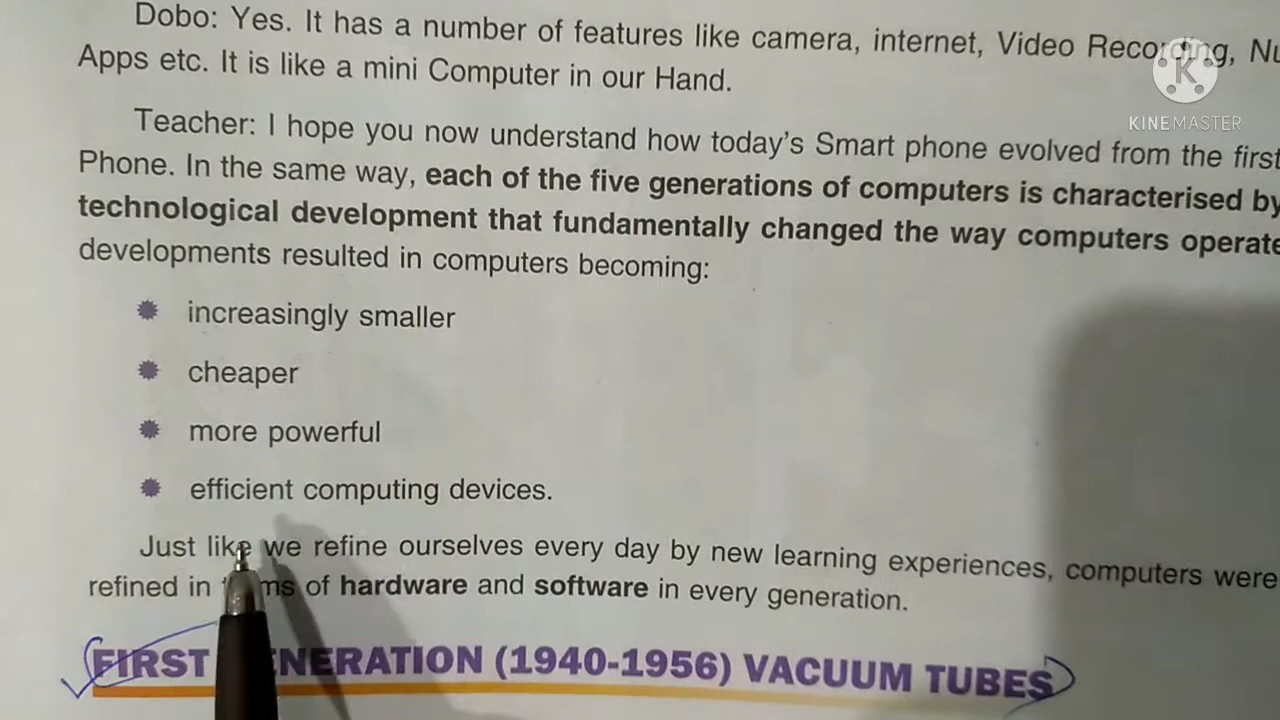 Dobo: Yes. It has a number of features like camera, internet, Video Recording,
Apps etc. It is like a mini Computer in our Hand.
K
KINEMASTER
Teacher: I hope you now understand how today's Smart phone evolved from the first
Phone. In the same way, each of the five generations of computers is characterised by
technological development that fundamentally changed the way computers operate
developments resulted in computers becoming:
increasingly smaller
cheaper
more powerful
efficient computing devices.
Just like we refine ourselves every day by new learning experiences, computers were
refined in of hardware and software in every generation.
FIRST (1940-1956) VACUUM TUBES